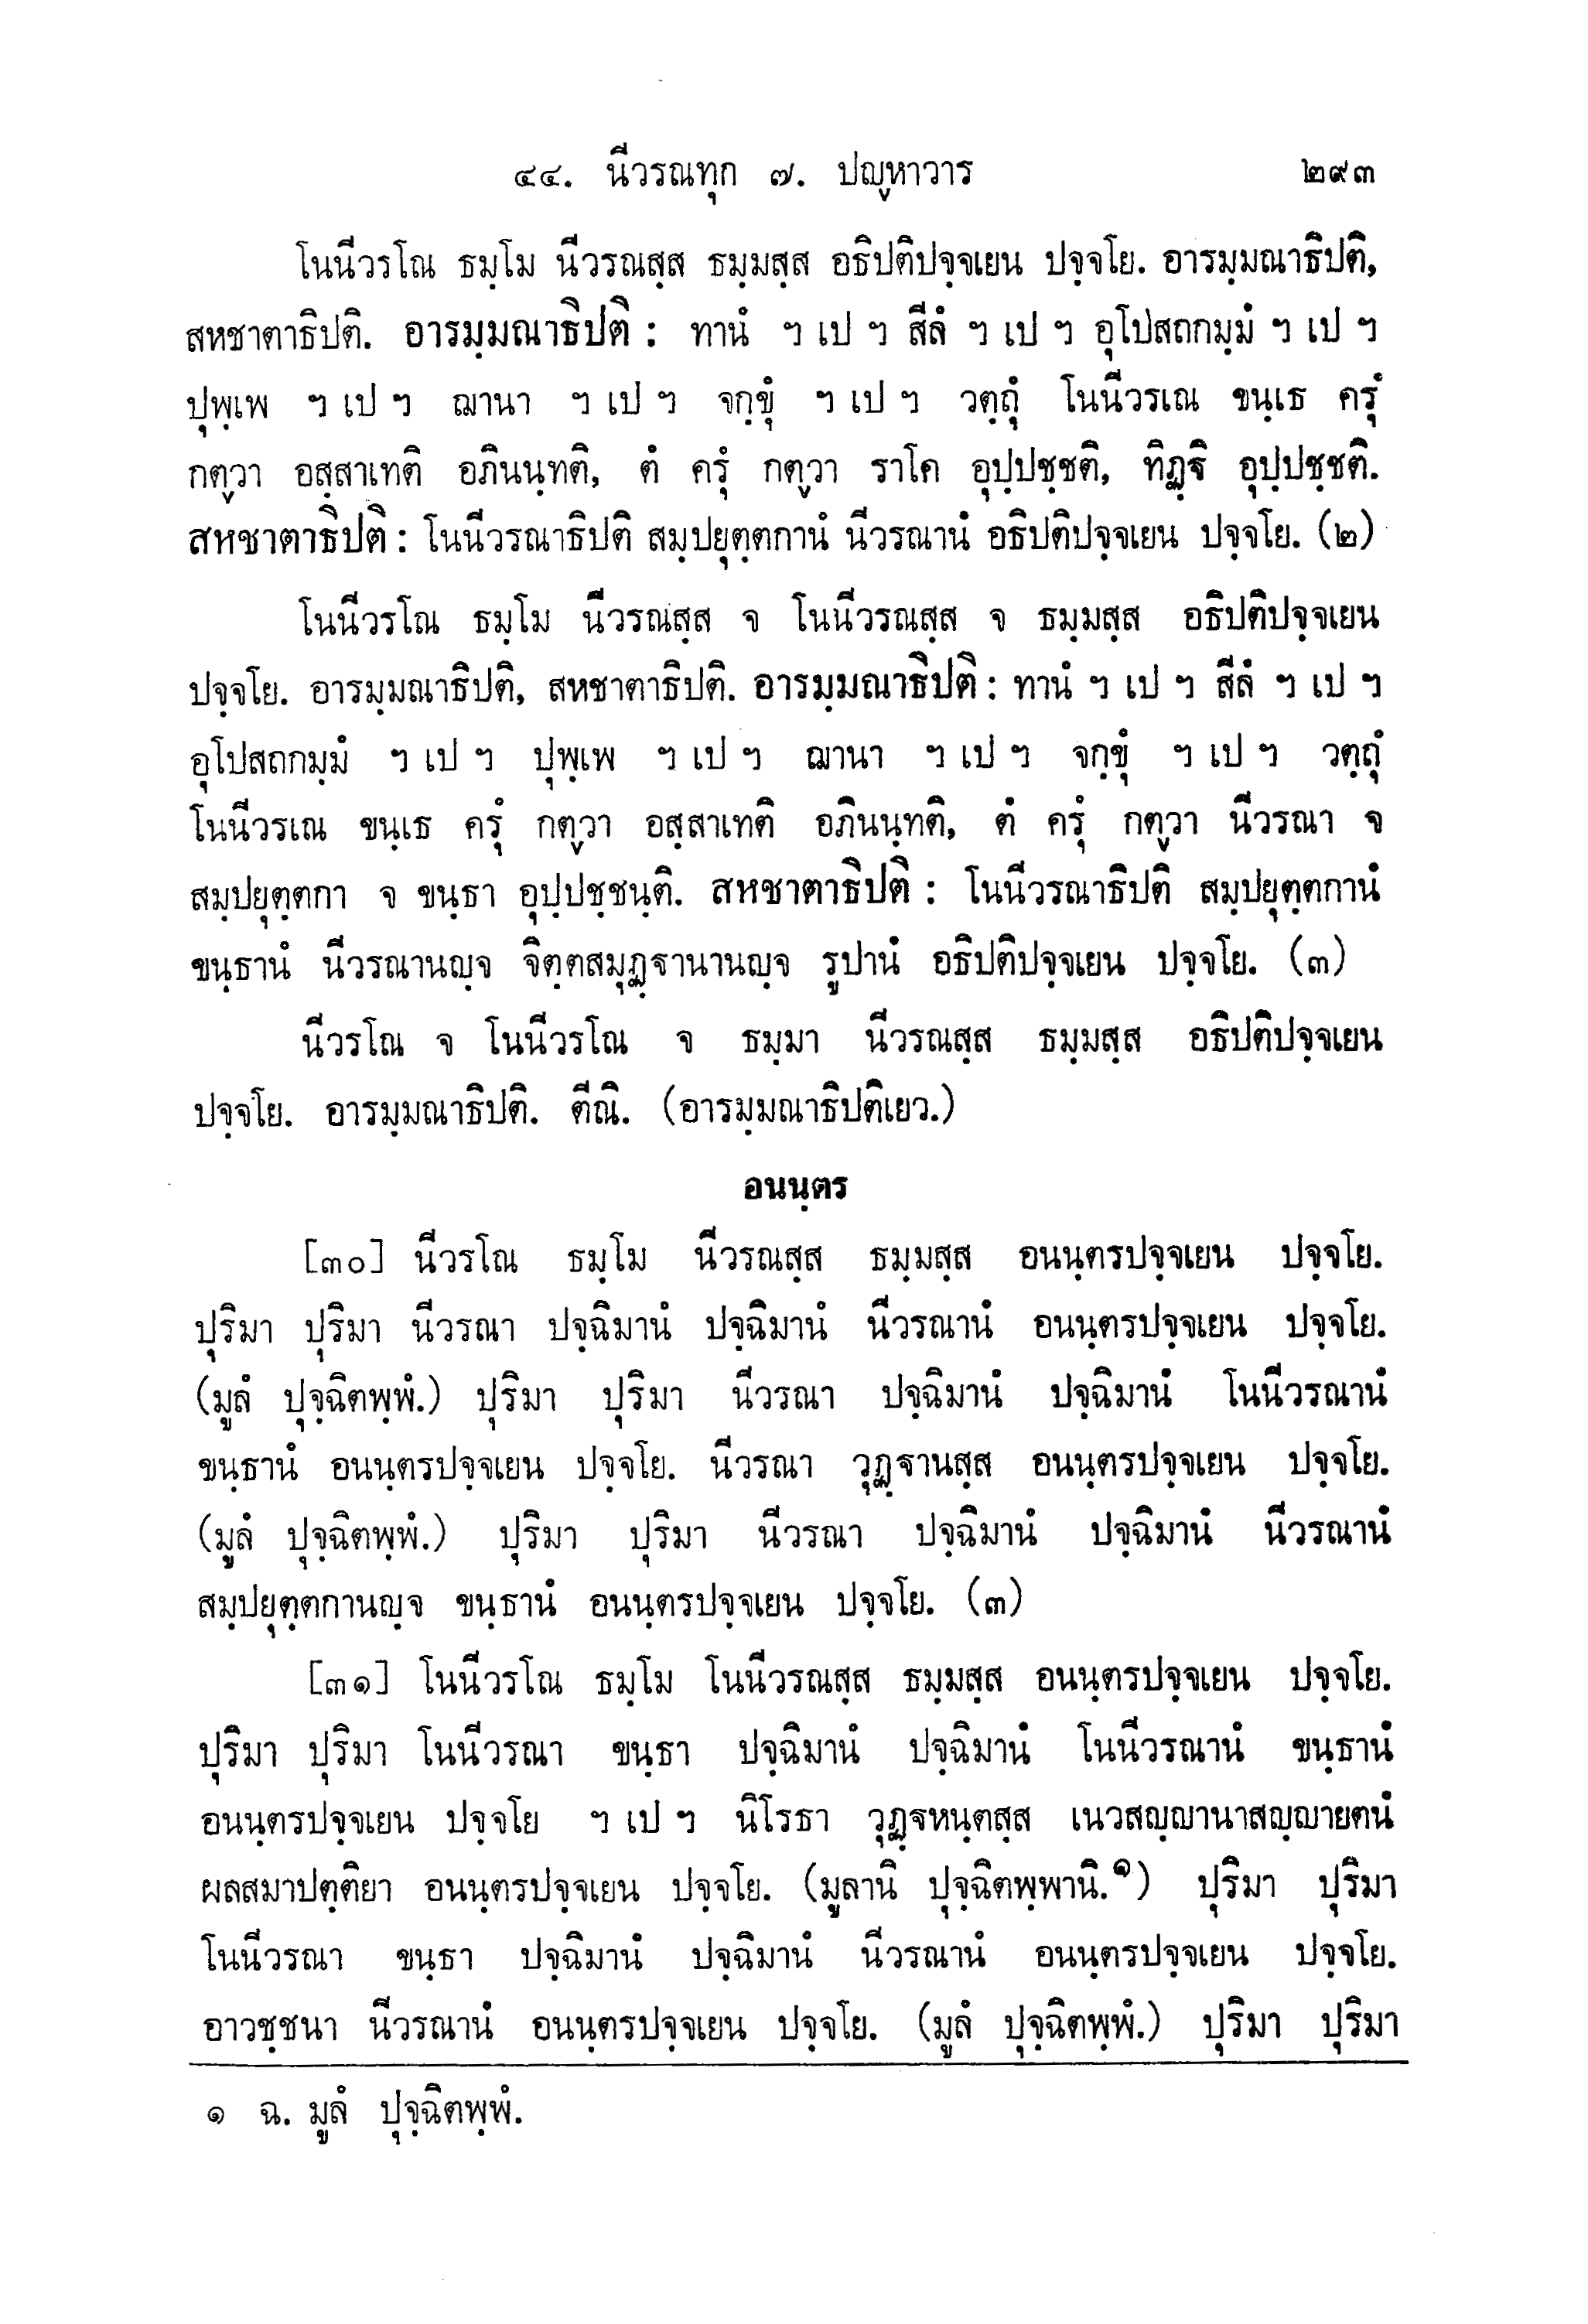 ๔๔. นีวรณทุก ๗. ปญฺหาวาร ๒๙๓
โนนีวรโณ ธมฺโม นีวรณสฺส ธมฺมสฺส อธิปติปจฺจเยน ปจฺจโย. อารมฺมณาธิปติ,
สหชาตาธิปติ. อารมฺมณาธิปติ : ทานํ ฯ เป ฯ สีลํ ฯ เป ฯ อุโปสถกมฺมํ ฯ เป ฯ
ปุพฺเพ ฯ เป ฯ ฌานา ฯ เป ฯ จกฺขุํ ฯ เป ฯ วตฺถุํ โนนีวรเณ ขนฺเธ ครุํ
กตฺวา อสฺสาเทติ อภินนฺทติ, ตํ ครุํ กตฺวา ราโค อุปฺปชฺชติ, ทิฏฺฐิ อุปฺปชฺชติ.
สหชาตาธิปติ : โนนีวรณาธิปติ สมฺปยุตฺตกานํ นีวรณานํ อธิปติปจฺจเยน ปจฺจโย. (๒)
โนนีวรโณ ธมฺโม นีวรณสฺส จ โนนีวรณสฺส จ ธมฺมสฺส อธิปติปจฺจเยน
ปจฺจโย. อารมฺมณาธิปติ, สหชาตาธิปติ. อารมฺมณาธิปติ : ทานํ ฯ เป ฯ สีลํ ฯ เป ฯ
อุโปสถกมฺมํ ฯ เป ฯ ปุพฺเพ ฯ เป ฯ ฌานา ฯ เป ฯ จกฺขุํ ฯ เป ฯ วตฺถุํ
โนนีวรเณ ขนฺเธ ครุํ กตฺวา อสฺสาเทติ อภินนฺทติ, ตํ ครุํ กตฺวา นีวรณา จ
สมฺปยุตฺตกา จ ขนฺธา อุปฺปชฺชนฺติ. สหชาตาธิปติ : โนนีวรณาธิปติ สมฺปยุตฺตกานํ
ขนฺธานํ นีวรณานญฺจ จิตฺตสมุฏฺฐานานญฺจ รูปานํ อธิปติปจฺจเยน ปจฺจโย. (๓)
นีวรโณ จ โนนีวรโณ จ ธมฺมา นีวรณสฺส ธมฺมสฺส อธิปติปจฺจเยน
ปจฺจโย. อารมฺมณาธิปติ. ตีณิ. (อารมฺมณาธิปติเยว.)
อนนฺตร
[๓๐] นีวรโณ ธมฺโม นีวรณสฺส ธมฺมสฺส อนนฺตรปจฺจเยน ปจฺจโย.
ปุริมา ปุริมา นีวรณา ปจฺฉิมานํ ปจฺฉิมานํ นีวรณานํ อนนฺตรปจฺจเยน ปจฺจโย.
(มูลํ ปุจฺฉิตพฺพํ.) ปุริมา ปุริมา นีวรณา ปจฺฉิมานํ ปจฺฉิมานํ โนนีวรณานํ
ขนฺธานํ อนนฺตรปจฺจเยน ปจฺจโย. นีวรณา วุฏฺฐานสฺส อนนฺตรปจฺจเยน ปจฺจโย.
(มูลํ ปุจฺฉิตพฺพํ.) ปุริมา ปุริมา นีวรณา ปจฺฉิมานํ ปจฺฉิมานํ นีวรณานํ
สมฺปยุตฺตกานญฺจ ขนฺธานํ อนนฺตรปจฺจเยน ปจฺจโย. (๓)
[๓๑] โนนีวรโณ ธมฺโม โนนีวรณสฺส ธมฺมสฺส อนนฺตรปจฺจเยน ปจฺจโย.
ปุริมา ปุริมา โนนีวรณา ขนฺธา ปจฺฉิมานํ ปจฺฉิมานํ โนนีวรณานํ ขนฺธานํ
อนนฺตรปจฺจเยน ปจฺจโย ฯ เป ฯ นิโรธา วุฏฺฐหนฺตสฺส เนวสญฺญานาสญฺญายตนํ
ผลสมาปตฺติยา อนนฺตรปจฺจเยน ปจฺจโย. (มูลานิ ปุจฺฉิตพฺพานิ.๑) ปุริมา ปุริมา
โนนีวรณา ขนฺธา ปจฺฉิมานํ ปจฺฉิมานํ นีวรณานํ อนนฺตรปจฺจเยน ปจฺจโย.
อาวชฺชนา นีวรณานํ อนนฺตรปจฺจเยน ปจฺจโย. (มูลํ ปุจฺฉิตพฺพํ.) ปุริมา ปุริมา
๑ ฉ. มูลํ ปุจฺฉิตพฺพํ.